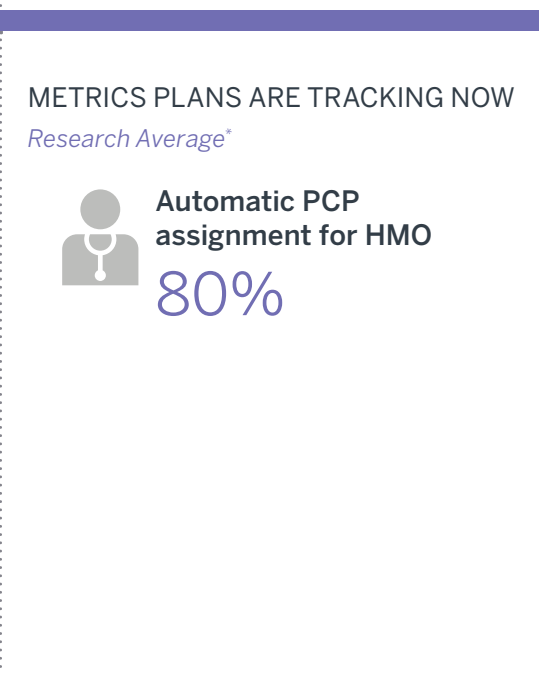 METRICS PLANS ARE TRACKING NOW
Research Average*
Automatic PCP
assignment for HMO
80%